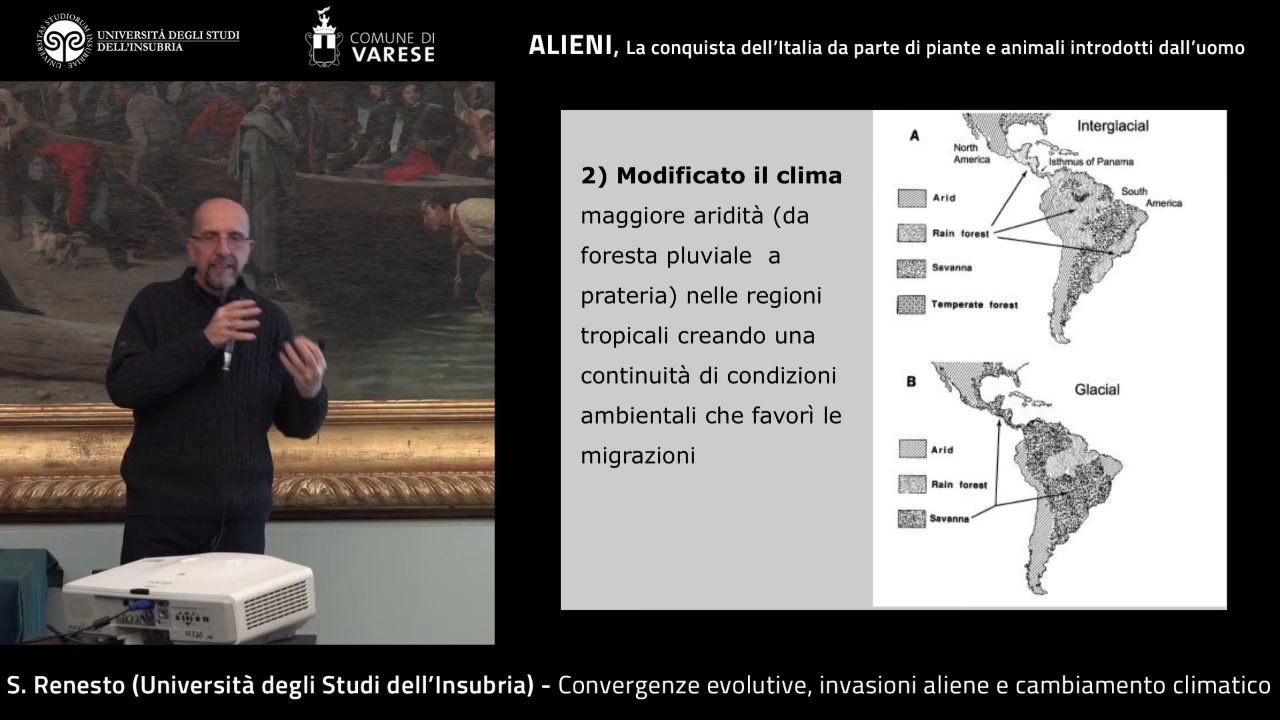 UNIVERSITÀ DEGLI STUDI
DELL'INSUBRIA
COMUNE DI
VARESE
ALIENI, La conquista dell'Italia da parte di piante e animali introdotti dall'uomo
2) Modificato il clima
maggiore aridità (da
foresta pluviale a
prateria) nelle regioni
tropicali creando una
continuità di condizioni
ambientali che favorì le
migrazioni
A
Interglacial
North
America
Isthmus of Panama
South
America
Arid
Rain forest
Savanna
Temperate forest
B
Glacial
Arid
Rain forest
Savanna
S. Renesto (Università degli Studi dell'Insubria) - Convergenze evolutive, invasioni aliene e cambiamento climatico